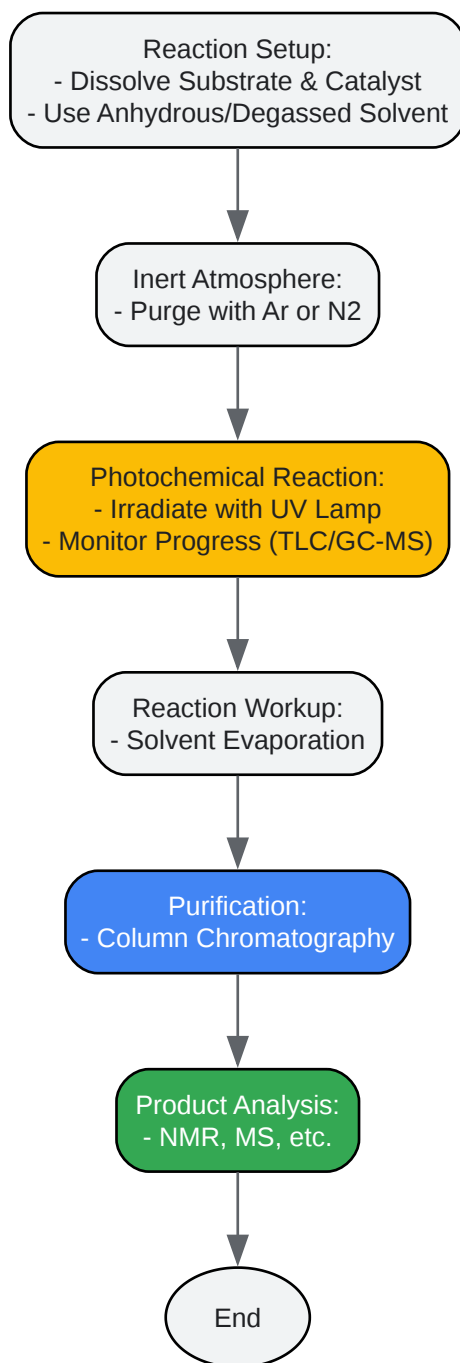 Reaction Setup:
- Dissolve Substrate & Catalyst
- Use Anhydrous/Degassed Solvent
Inert Atmosphere:
- Purge with Ar or N2
Photochemical Reaction:
- Irradiate with UV Lamp
- Monitor Progress (TLC/GC-MS)
Reaction Workup:
- Solvent Evaporation
Purification:
- Column Chromatography
Product Analysis:
- NMR, MS, etc.
End